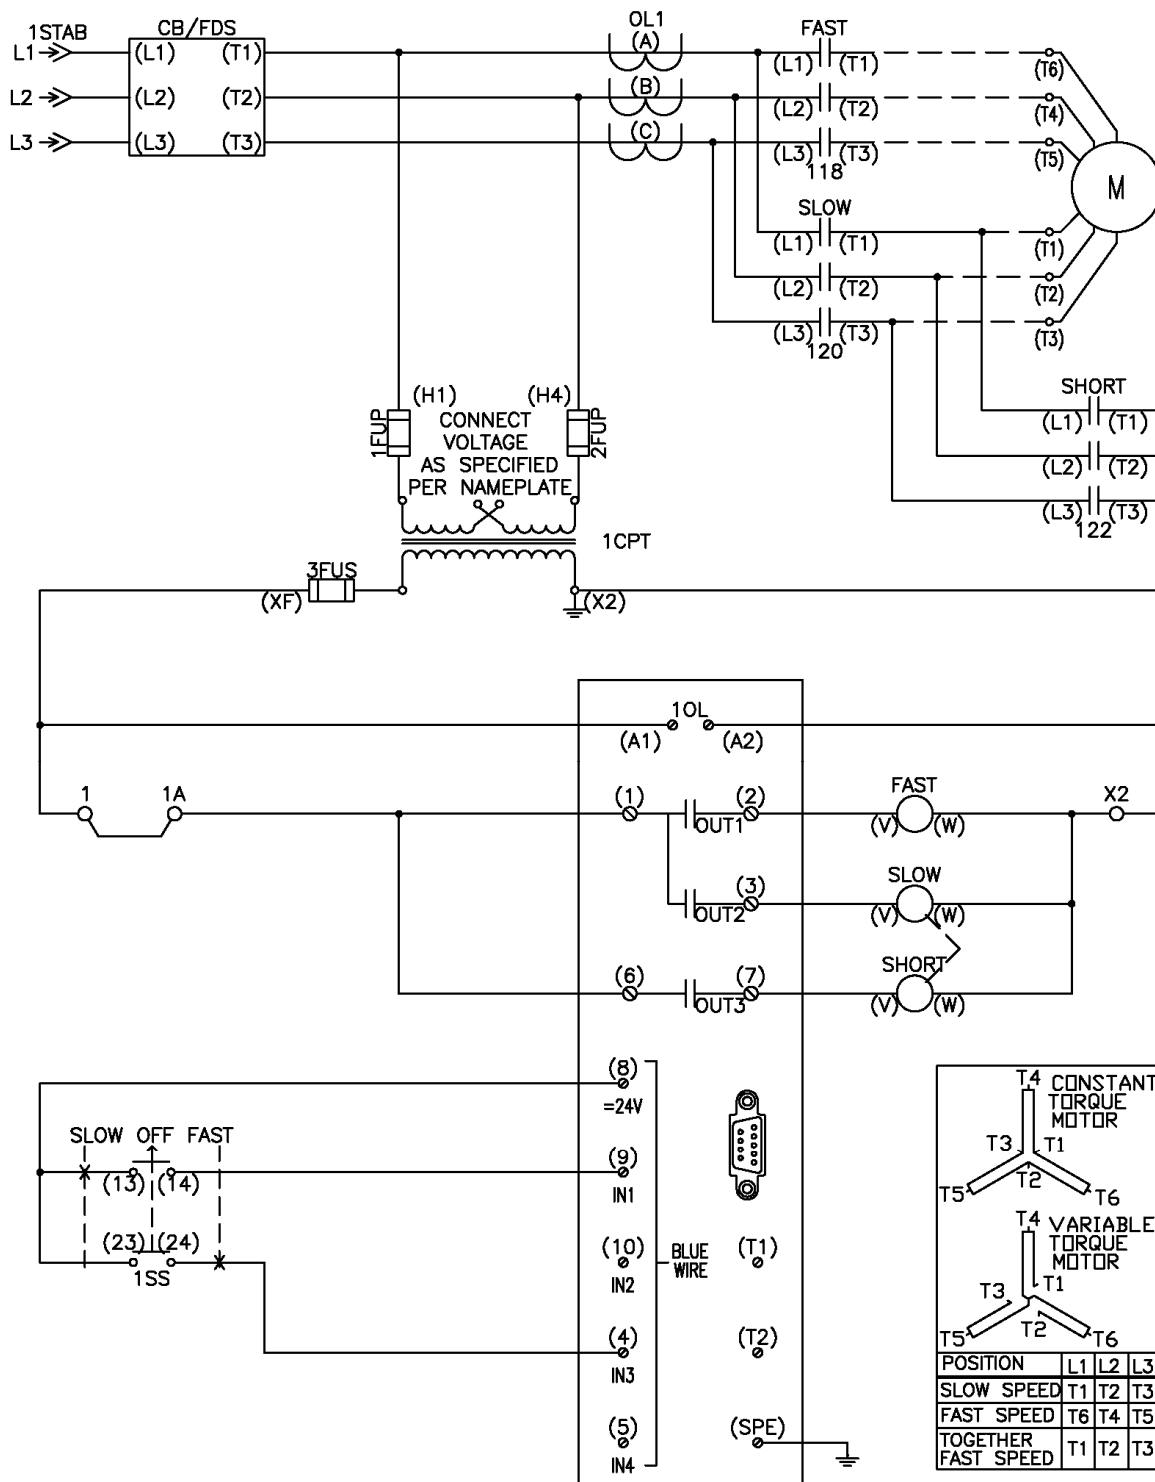 1STAB CB/FDS OL1 FAST
L1 (L1) (T1) (A) (L1) (T1) (T6)
L2 (L2) (T2) (B) (L2) (T2) (T4)
L3 (L3) (T3) (C) (L3) (T3) (T5)
118
M
SLOW
(L1) (T1) (T1)
(L2) (T2) (T2)
(L3) (T3) (T3)
120
SHORT
(L1) (T1)
(L2) (T2)
(L3) (T3)
122
1FUP (H1) (H4) 2FUP
CONNECT
VOLTAGE
AS SPECIFIED
PER NAMEPLATE
1CPT
3FUS
(XF) (X2)
1OL
(A1) (A2)
1 1A (1) (2) FAST X2
OUT1 (V) (W)
(3) SLOW
OUT2 (V) (W)
(6) (7) SHORT
OUT3 (V) (W)
(8)
=24V
SLOW OFF FAST
(13) (14) (9)
IN1
(23) (24) (10) BLUE (T1)
1SS IN2 WIRE
(4) (T2)
IN3
(5) (SPE)
IN4
T4 CONSTANT
TORQUE
MOTOR
T3 T1
T2
T5 T6
T4 VARIABLE
TORQUE
MOTOR
T3 T1
T2
T5 T6
POSITION L1 L2 L3
SLOW SPEED T1 T2 T3
FAST SPEED T6 T4 T5
TOGETHER
FAST SPEED T1 T2 T3